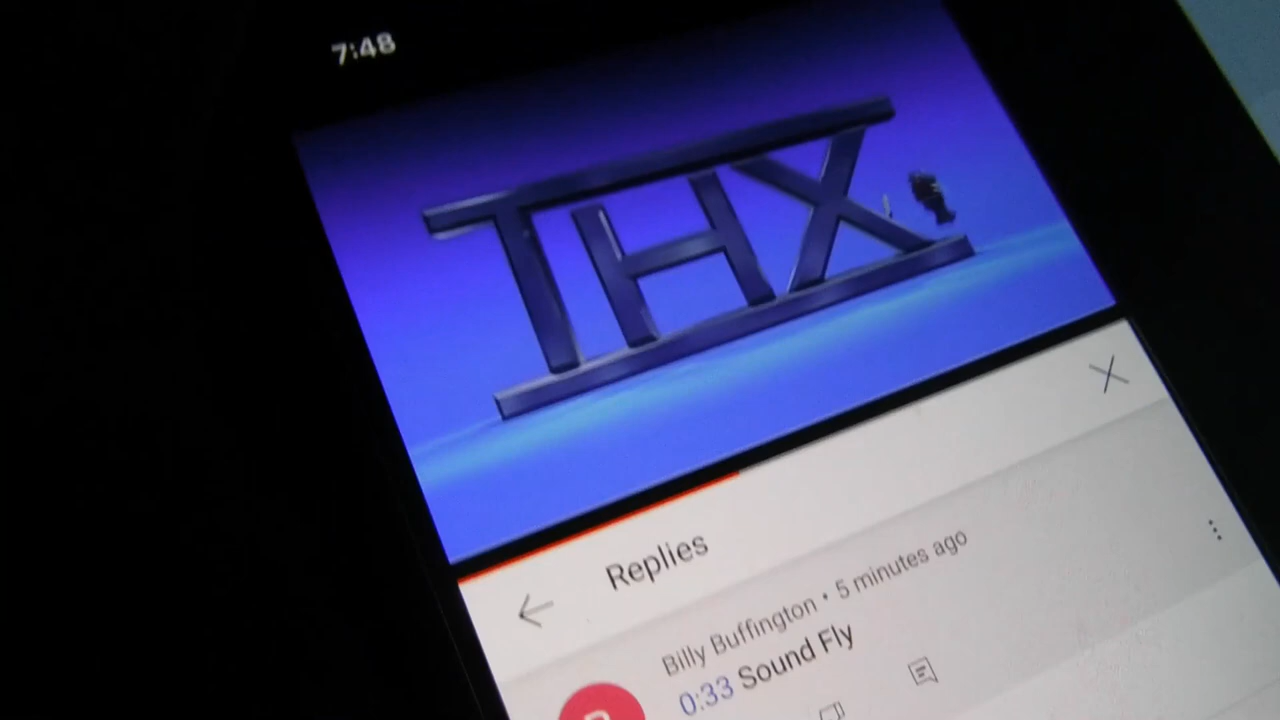 7:48
THX
Replies
Billy Buffington • 5 minutes ago
0:33 Sound Fly